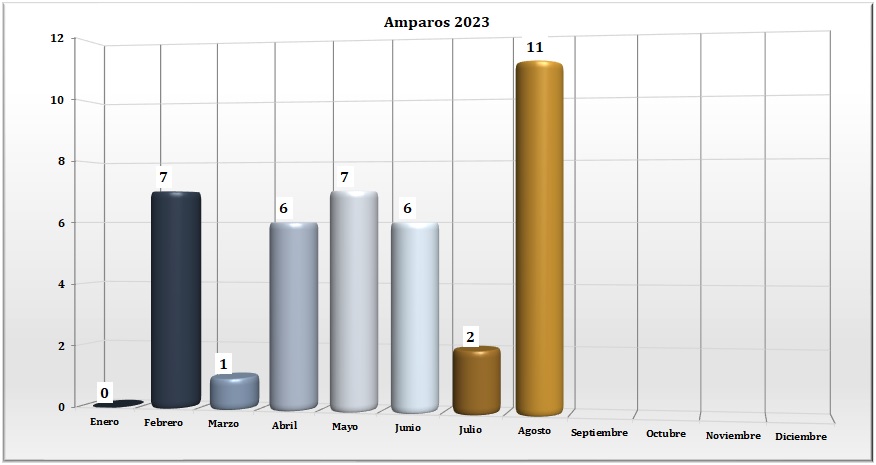 Amparos 2023
12
10
8
6
4
2
0
0
7
1
6
7
6
2
11
Enero
Febrero
Marzo
Abril
Mayo
Junio
Julio
Agosto
Septiembre
Octubre
Noviembre
Diciembre